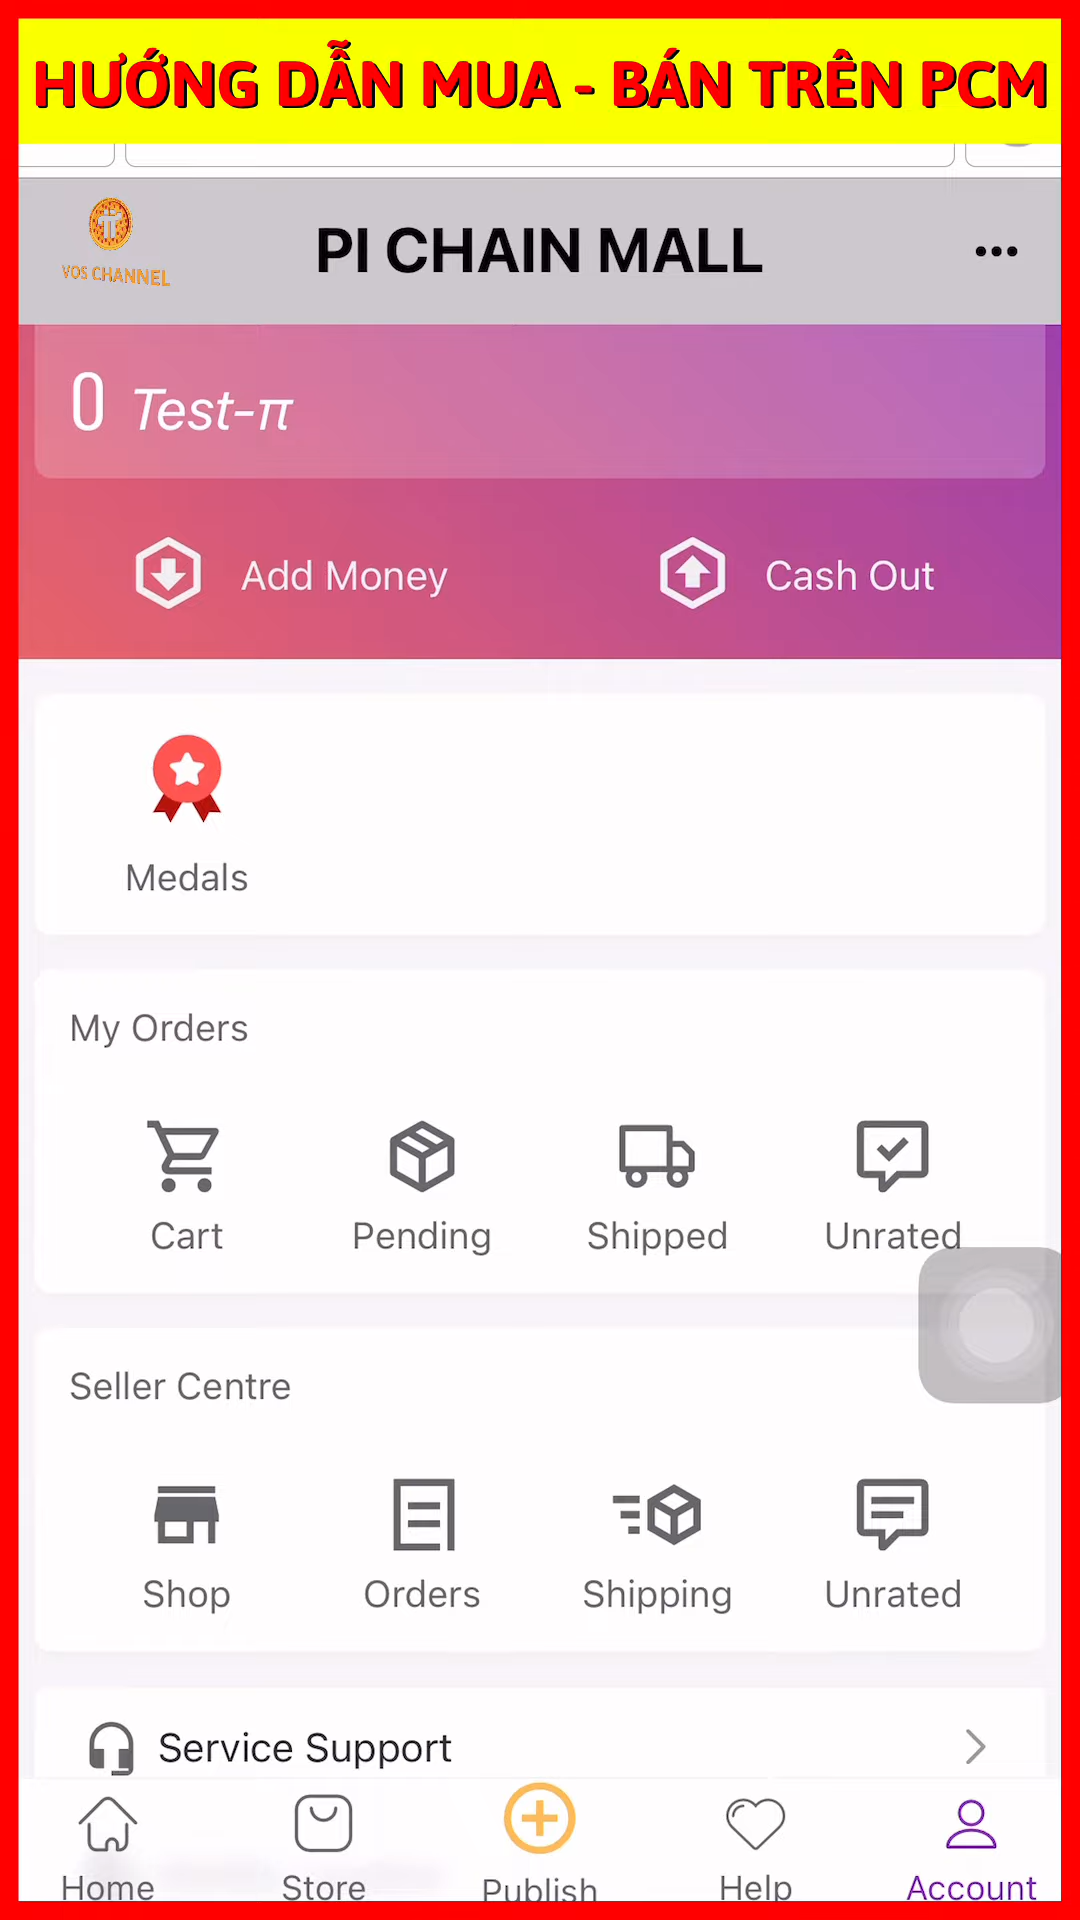 HƯỚNG DẪN MUA - BÁN TRÊN PCM
VOS CHANNEL
PI CHAIN MALL
0 Test-π
Add Money
Cash Out
Medals
My Orders
Cart
Pending
Shipped
Unrated
Seller Centre
Shop
Orders
Shipping
Unrated
Service Support
Home
Store
Publish
Help
Account